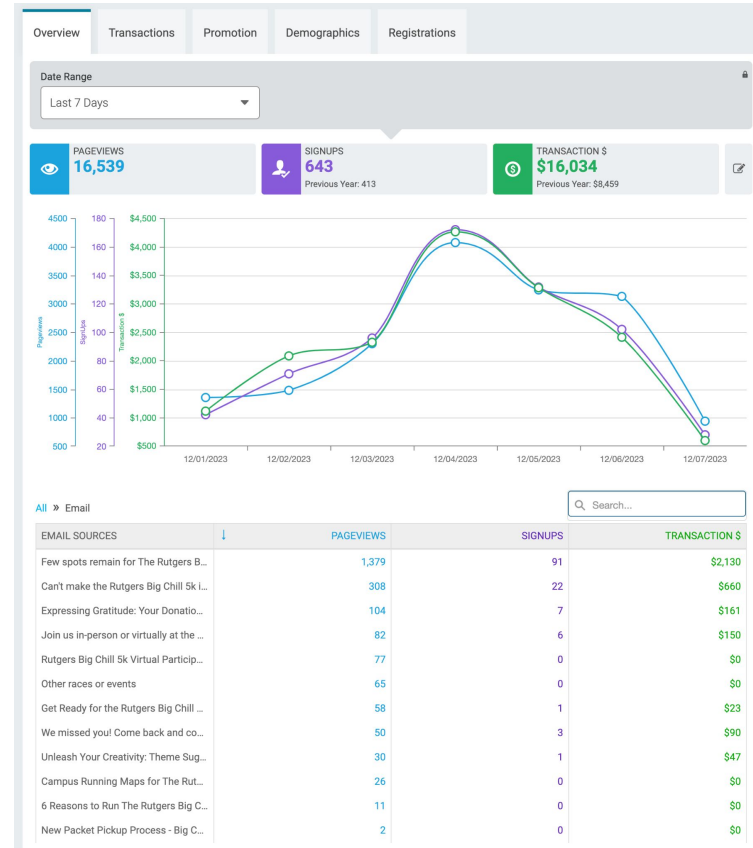 Overview Transactions Promotion Demographics Registrations
Date Range
Last 7 Days
PAGEVIEWS
16,539
SIGNUPS
643
Previous Year: 413
TRANSACTION $
$16,034
Previous Year: $8,459
4500 180 $4,500
4000 160 $4,000
3500 140 $3,500
3000 120 $3,000
2500 100 $2,500
2000 80 $2,000
1500 60 $1,500
1000 40 $1,000
500 20 $500
Pageviews
SignUps
Transaction $
12/01/2023 12/02/2023 12/03/2023 12/04/2023 12/05/2023 12/06/2023 12/07/2023
All » Email
Search...
EMAIL SOURCES ↓ PAGEVIEWS SIGNUPS TRANSACTION $
Few spots remain for The Rutgers B... 1,379 91 $2,130
Can't make the Rutgers Big Chill 5k i... 308 22 $660
Expressing Gratitude: Your Donatio... 104 7 $161
Join us in-person or virtually at the ... 82 6 $150
Rutgers Big Chill 5k Virtual Particip... 77 0 $0
Other races or events 65 0 $0
Get Ready for the Rutgers Big Chill ... 58 1 $23
We missed you! Come back and co... 50 3 $90
Unleash Your Creativity: Theme Sug... 30 1 $47
Campus Running Maps for The Rut... 26 0 $0
6 Reasons to Run The Rutgers Big C... 11 0 $0
New Packet Pickup Process - Big C... 2 0 $0